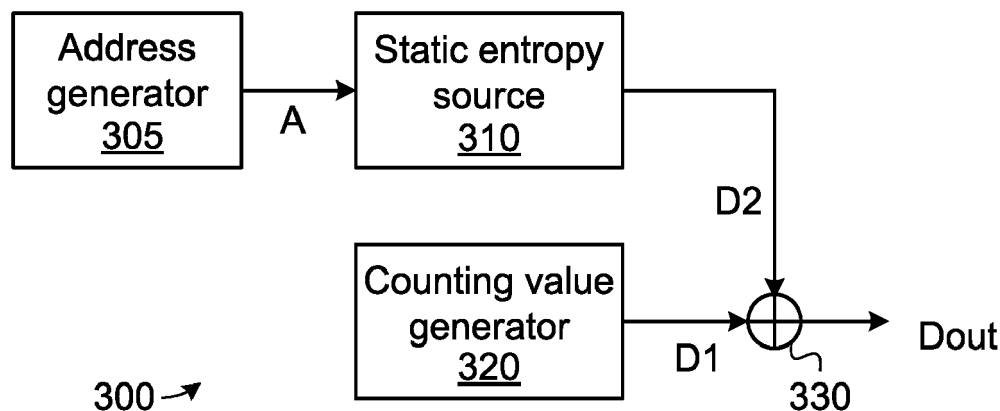 Address
generator
305
A
Static entropy
source
310
D2
Counting value
generator
320
D1
Dout
330
300